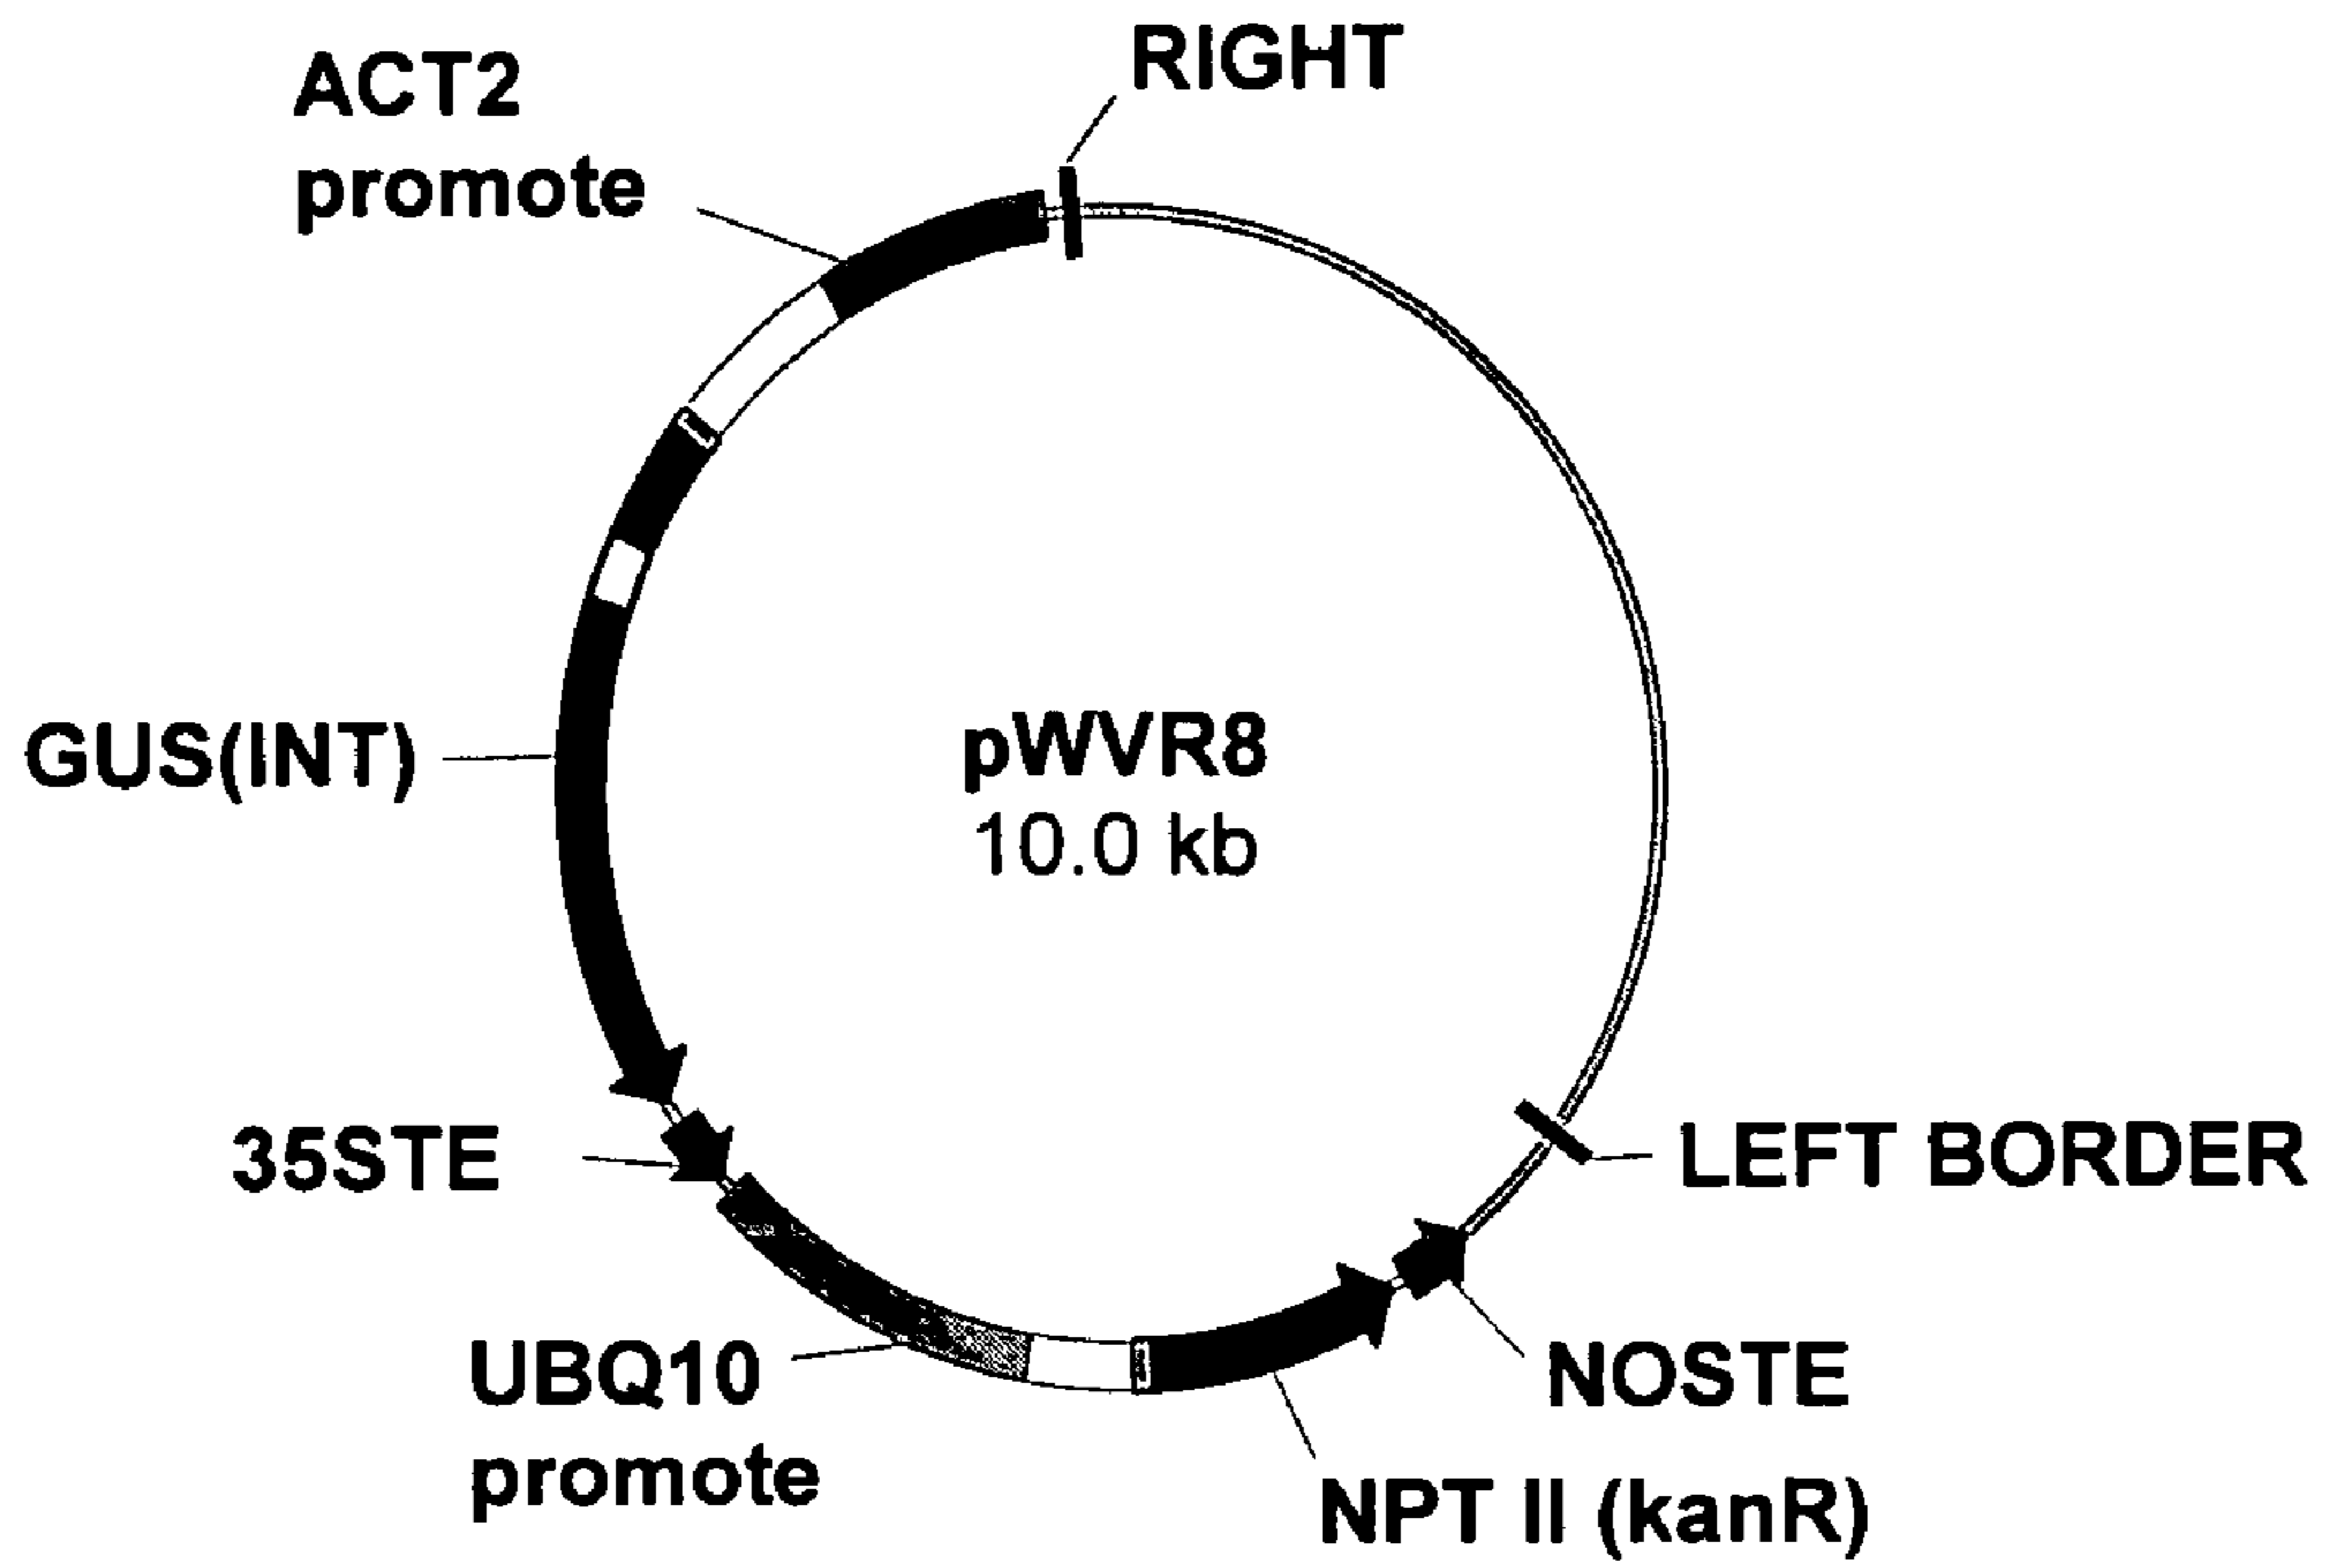 RIGHT
ACT2
promote
GUS(INT)
pWVR8
10.0 kb
35STE
LEFT BORDER
UBQ10
promote
NOSTE
NPT II (kanR)